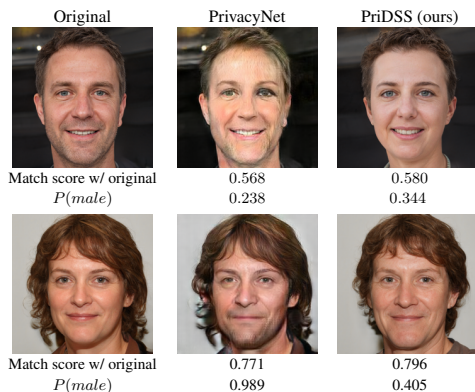 Original PrivacyNet PriDSS (ours)
Match score w/ original 0.568 0.580
P(male) 0.238 0.344
Match score w/ original 0.771 0.796
P(male) 0.989 0.405